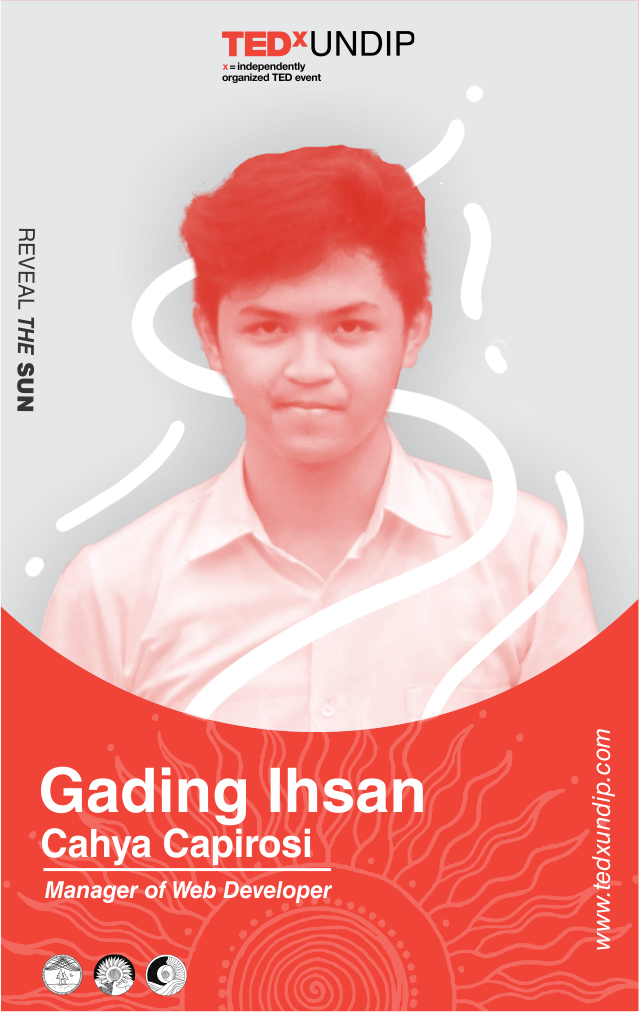 TEDxUNDIP
x = independently
organized TED event
REVEAL THE SUN
Gading Ihsan
Cahya Capirosi
Manager of Web Developer
www.tedxundip.com